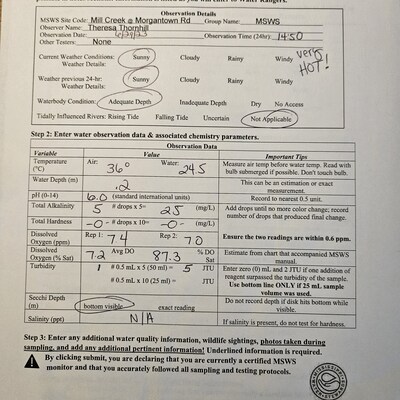 Observation Details
MSWS Site Code: Mill Creek @ Morgantown Rd Group Name: MSWS
Observer Name: Theresa Thornhill
Observation Date: Observation Time (24hr): 1450
Other Testers: None
Current Weather Conditions: Sunny Cloudy Rainy Windy very HOT!
Weather Details:
Weather previous 24-hr: Sunny Cloudy Rainy Windy
Weather Details:
Waterbody Condition: Adequate Depth Inadequate Depth Dry No Access
Tidally Influenced Rivers: Rising Tide Falling Tide Uncertain Not Applicable
Step 2: Enter water observation data & associated chemistry parameters.
Observation Data
Variable Value Important Tips
Temperature (°C) Air: 36° Water: 24.5 Measure air temp before water temp. Read with bulb submerged if possible. Don't touch bulb.
Water Depth (m) .2 This can be an estimation or exact measurement.
pH (0-14) 6.0 (standard international units) Record to nearest 0.5 unit.
Total Alkalinity 5 # drops x 5= 25 (mg/L) Add drops until no more color change; record number of drops that produced final change.
Total Hardness -0- # drops x 10= -0- (mg/L)
Dissolved Oxygen (ppm) Rep 1: 7.4 Rep 2: 7.0 Ensure the two readings are within 0.6 ppm.
Dissolved Oxygen (% Sat) 7.2 Avg DO 87.3 % DO Sat Estimate from chart that accompanied MSWS manual.
Turbidity 1 # 0.5 mL x 5 (50 ml) = 5 JTU Enter zero (0) mL and 2 JTU if one addition of reagent surpassed the turbidity of the sample.
# 0.5 mL x 10 (25 ml) = JTU Use bottom line ONLY if 25 mL sample volume was used.
Secchi Depth (m) bottom visible exact reading Do not record depth if disk hits bottom while visible.
Salinity (ppt) N/A If salinity is present, do not test for hardness.
Step 3: Enter any additional water quality information, wildlife sightings, photos taken during
sampling, and add any additional pertinent information! Underlined information is required.
By clicking submit, you are declaring that you are currently a certified MSWS
monitor and that you accurately followed all sampling and testing protocols.